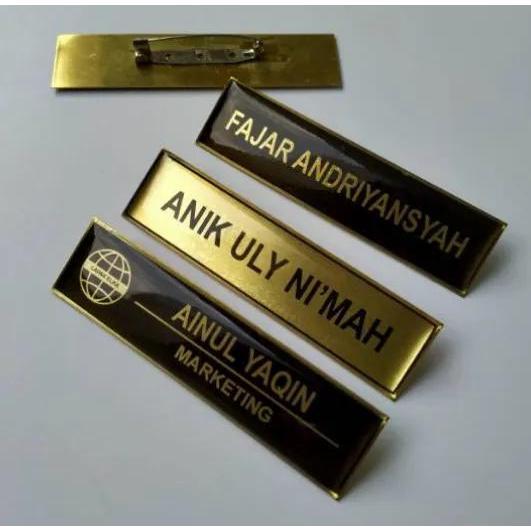 FAJAR ANDRIYANSYAH
ANIK ULY NI'MAH
AINUL YAQIN
MARKETING